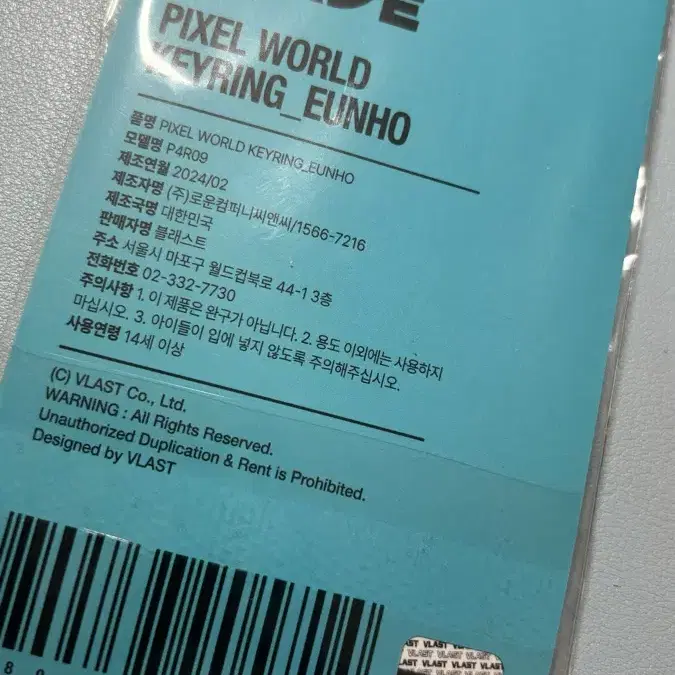 PIXEL WORLD
KEYRING_EUNHO
품명 PIXEL WORLD KEYRING_EUNHO
모델명 P4R09
제조연월 2024/02
제조자명 (주)로운컴퍼니씨앤씨/1566-7216
제조국명 대한민국
판매자명 블래스트
주소 서울시 마포구 월드컵북로 44-1 3층
전화번호 02-332-7730
주의사항 1. 이 제품은 완구가 아닙니다. 2. 용도 이외에는 사용하지
마십시오. 3. 아이들이 입에 넣지 않도록 주의해주십시오.
사용연령 14세 이상
(C) VLAST Co., Ltd.
WARNING : All Rights Reserved.
Unauthorized Duplication & Rent is Prohibited.
Designed by VLAST
8
VLAST VLAST VLAST
VLAST VLAST VLAST